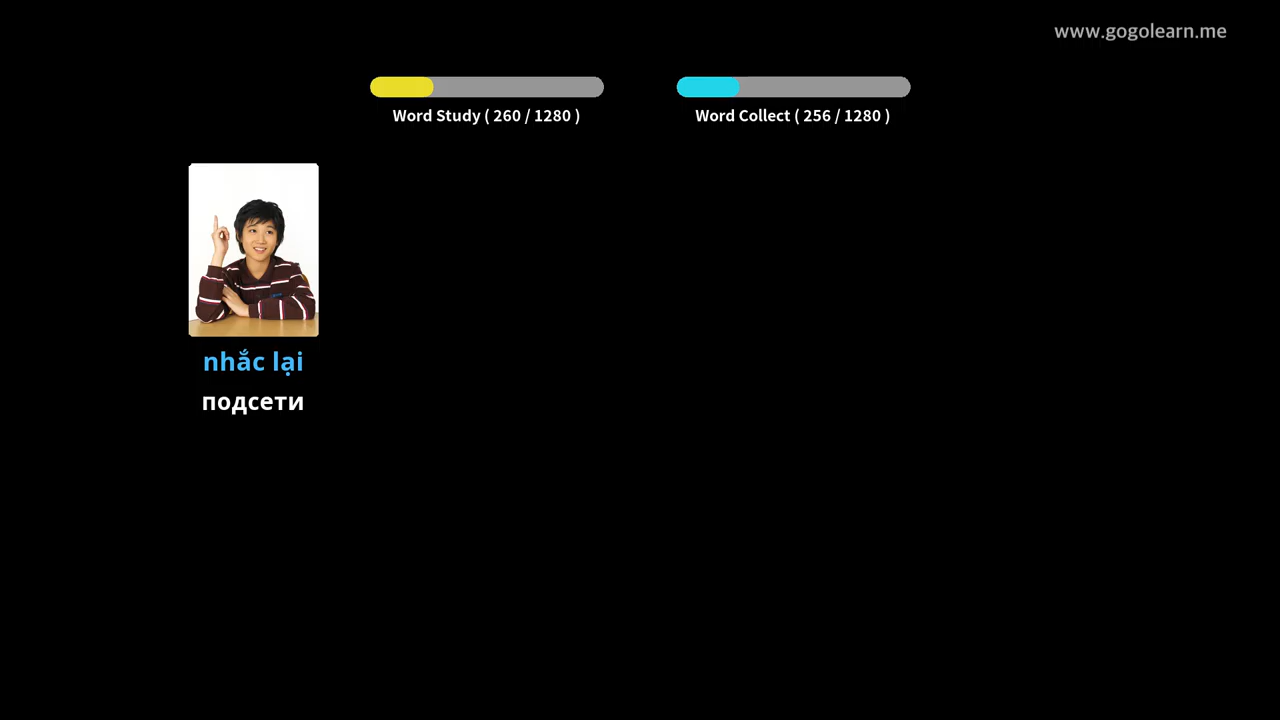 www.gogolearn.me
Word Study ( 260 / 1280 )
Word Collect ( 256 / 1280 )
nhắc lại
подсети